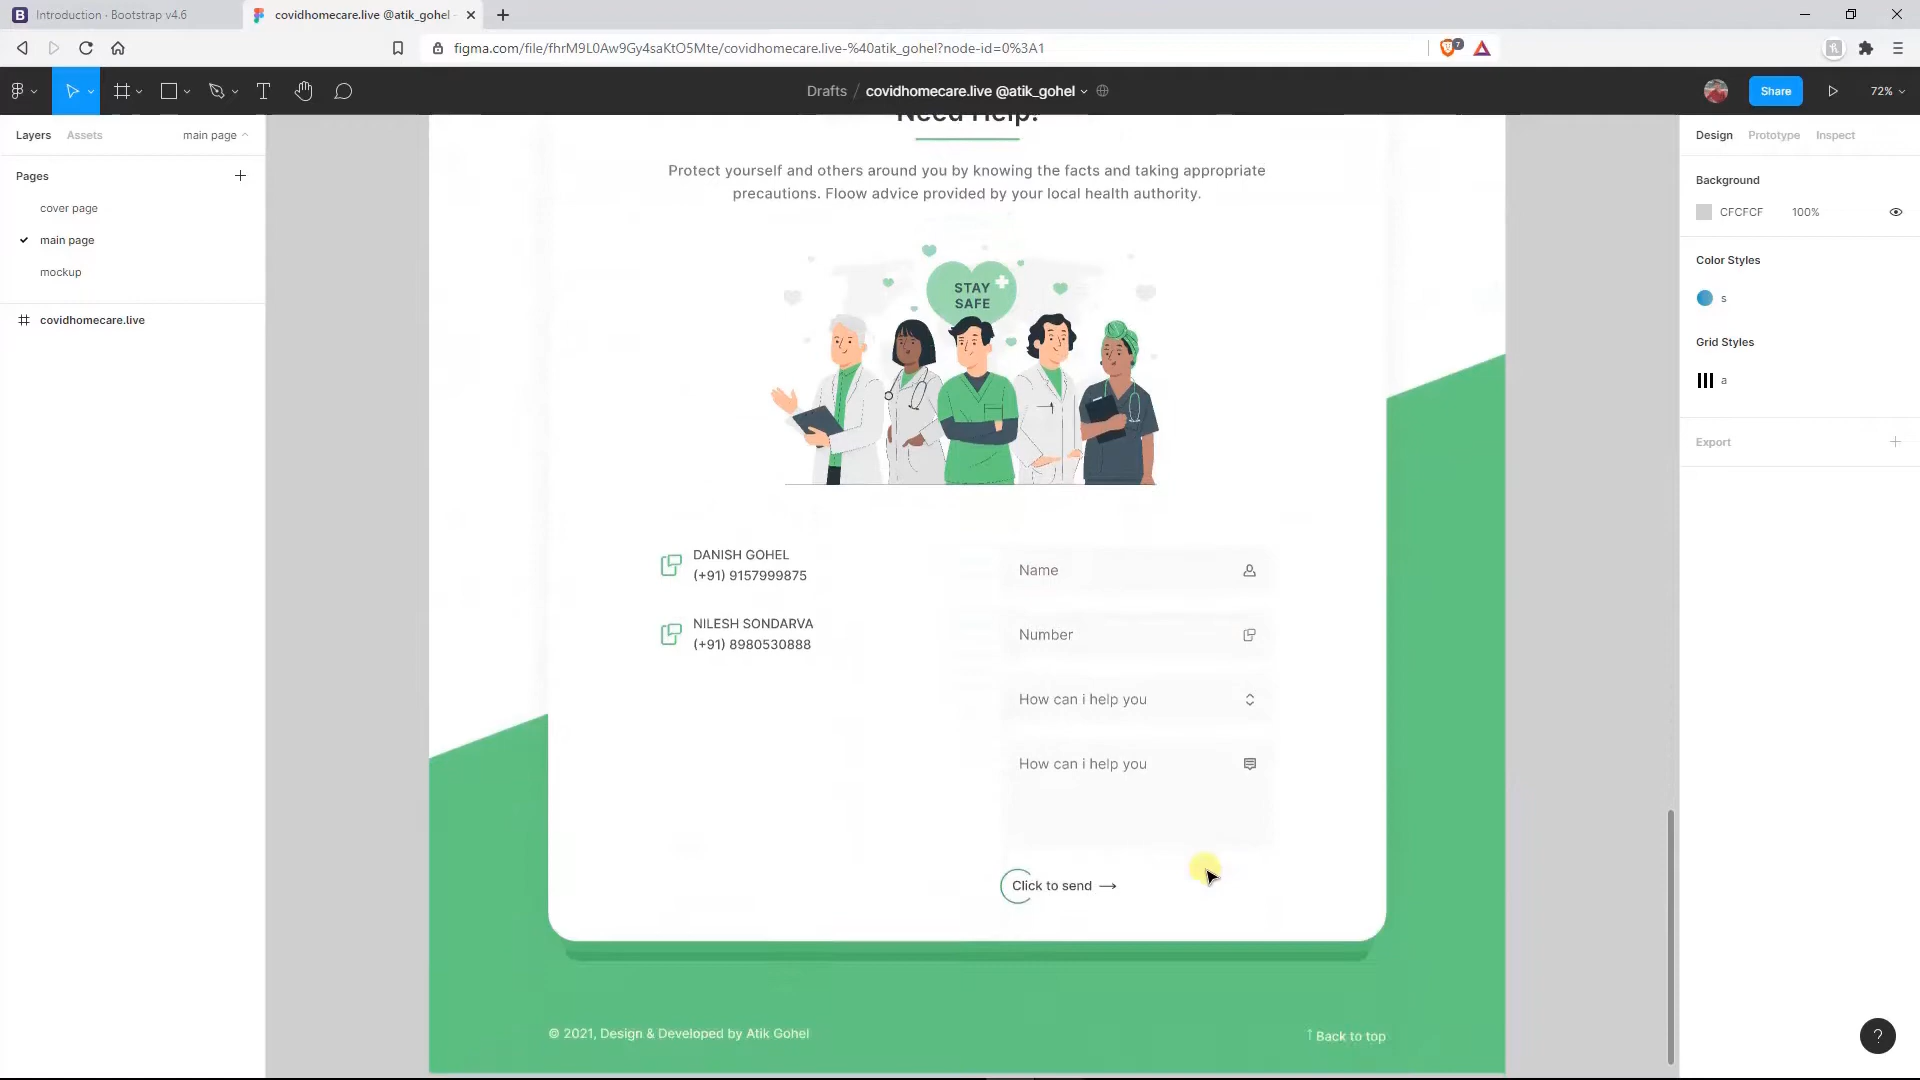 Introduction · Bootstrap v4.6
covidhomecare.live @atik_gohel -
figma.com/file/fhrM9L0Aw9Gy4saKtO5Mte/covidhomecare.live-%40atik_gohel?node-id=0%3A1
7
Drafts / covidhomecare.live @atik_gohel
Share
72%
Layers
Assets
main page
Pages
cover page
main page
mockup
covidhomecare.live
Need Help?
Protect yourself and others around you by knowing the facts and taking appropriate
precautions. Floow advice provided by your local health authority.
STAY
SAFE
DANISH GOHEL
(+91) 9157999875
NILESH SONDARVA
(+91) 8980530888
Name
Number
How can i help you
How can i help you
Click to send →
© 2021, Design & Developed by Atik Gohel
↑ Back to top
Design
Prototype
Inspect
Background
CFCFCF
100%
Color Styles
s
Grid Styles
a
Export
?